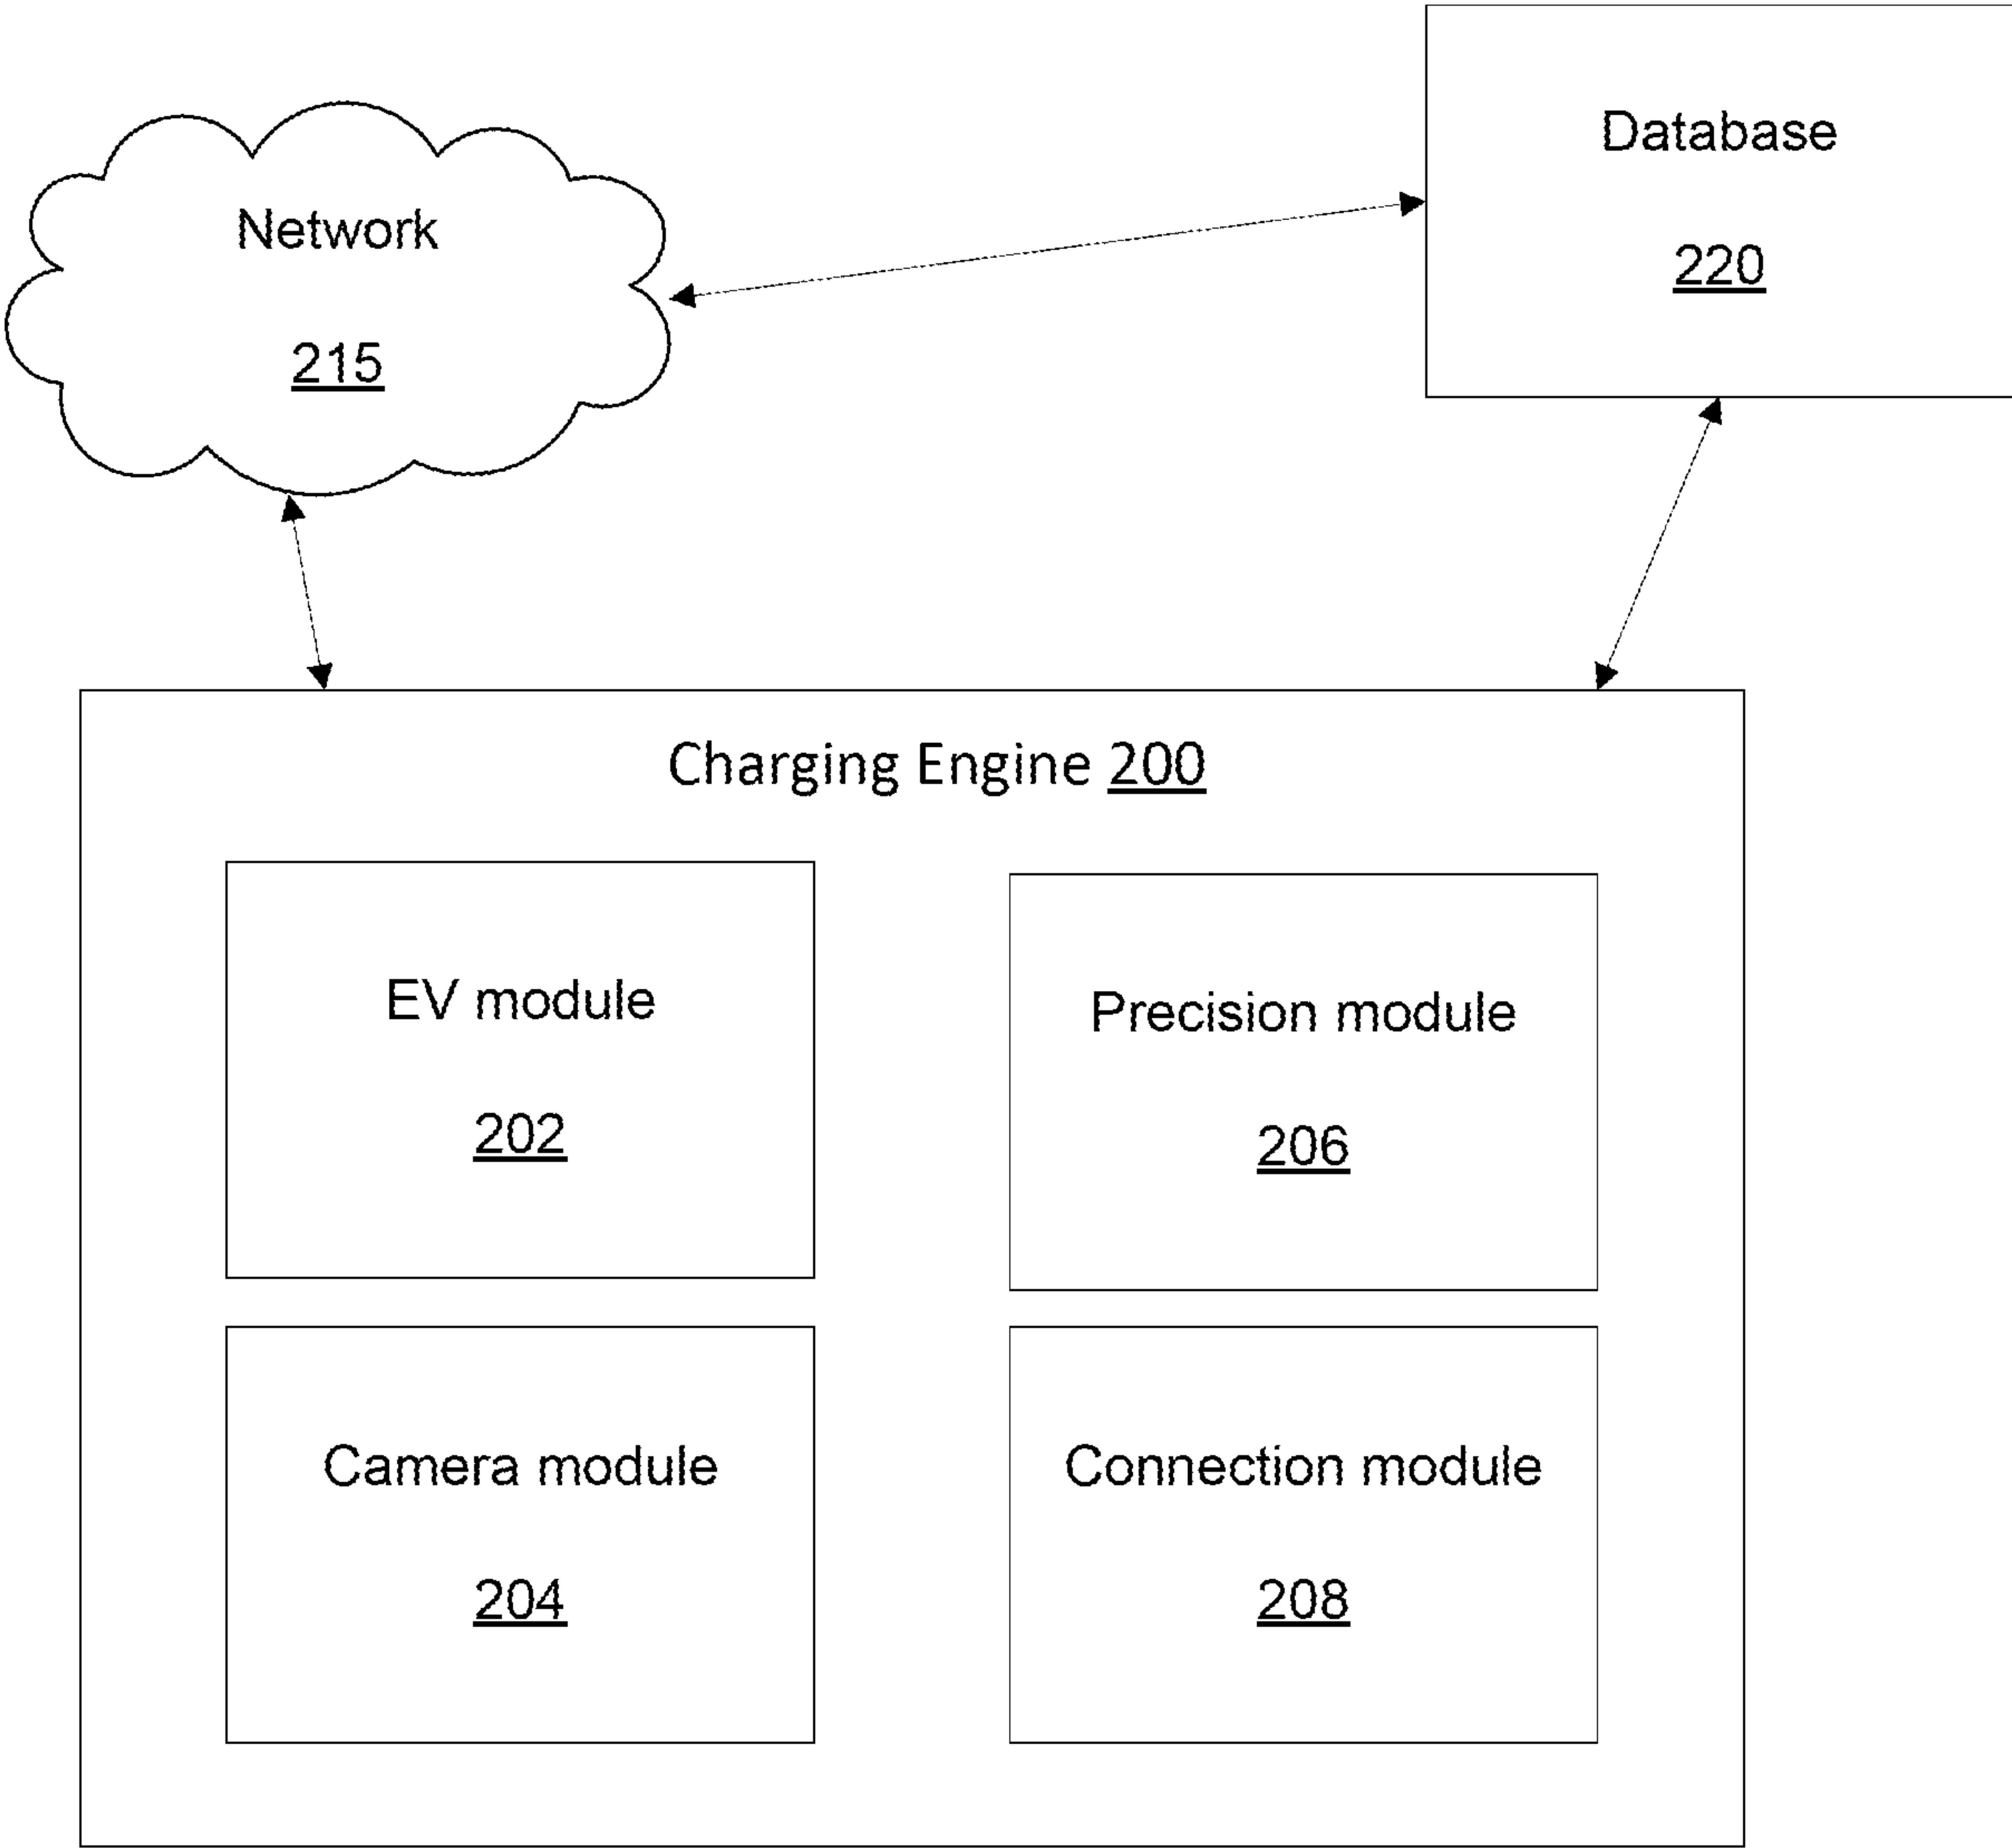 Database
220
Network
215
Charging Engine 200
EV module
202
Precision module
206
Camera module
204
Connection module
208